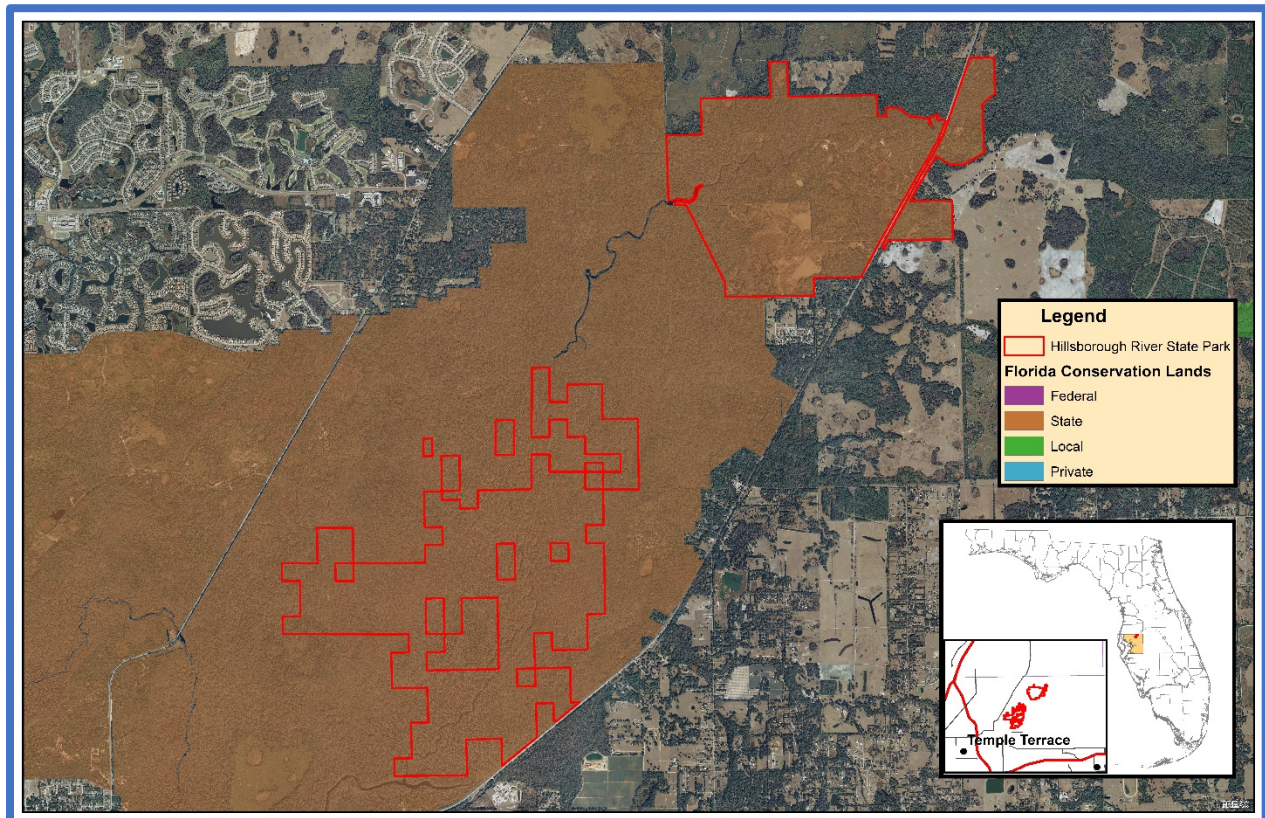 Legend
Hillsborough River State Park
Florida Conservation Lands
Federal
State
Local
Private
Temple Terrace